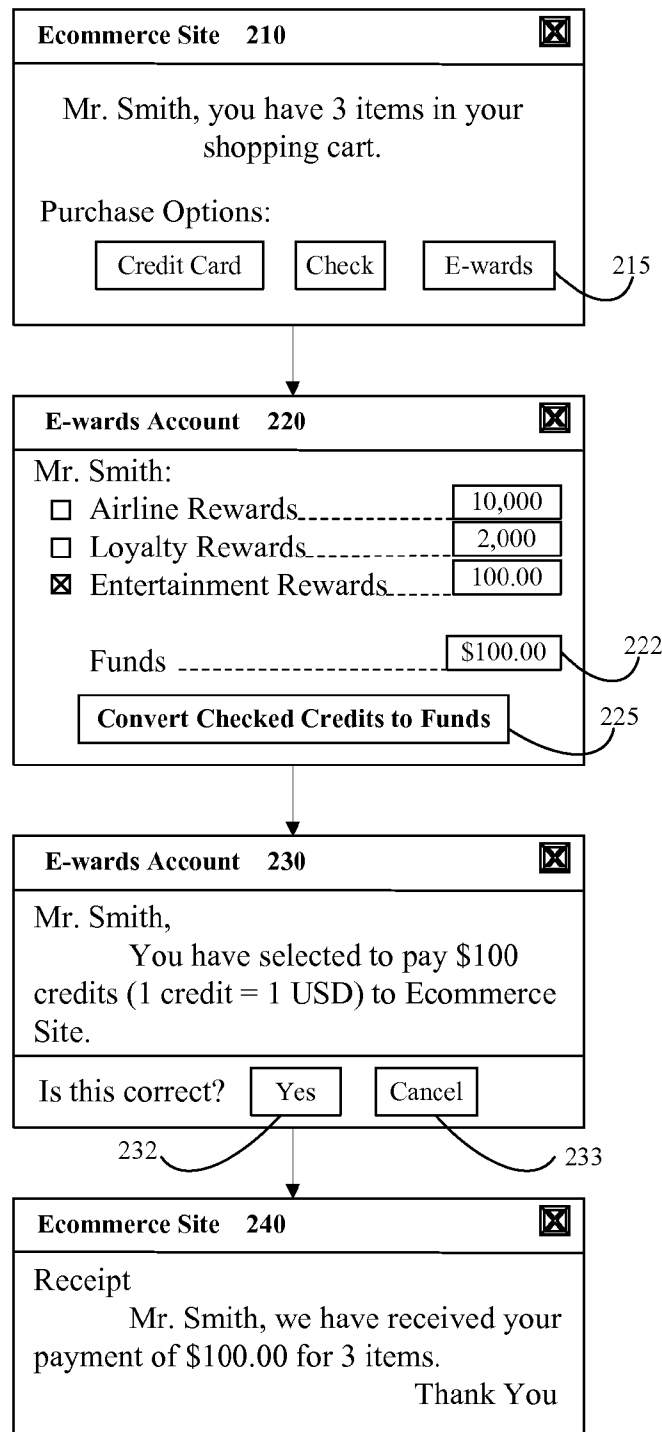 Ecommerce Site 210
Mr. Smith, you have 3 items in your
shopping cart.
Purchase Options:
Credit Card Check E-wards 215
E-wards Account 220
Mr. Smith:
Airline Rewards 10,000
Loyalty Rewards 2,000
Entertainment Rewards 100.00
Funds $100.00 222
Convert Checked Credits to Funds 225
E-wards Account 230
Mr. Smith,
You have selected to pay $100
credits (1 credit = 1 USD) to Ecommerce
Site.
Is this correct? Yes Cancel
232 233
Ecommerce Site 240
Receipt
Mr. Smith, we have received your
payment of $100.00 for 3 items.
Thank You